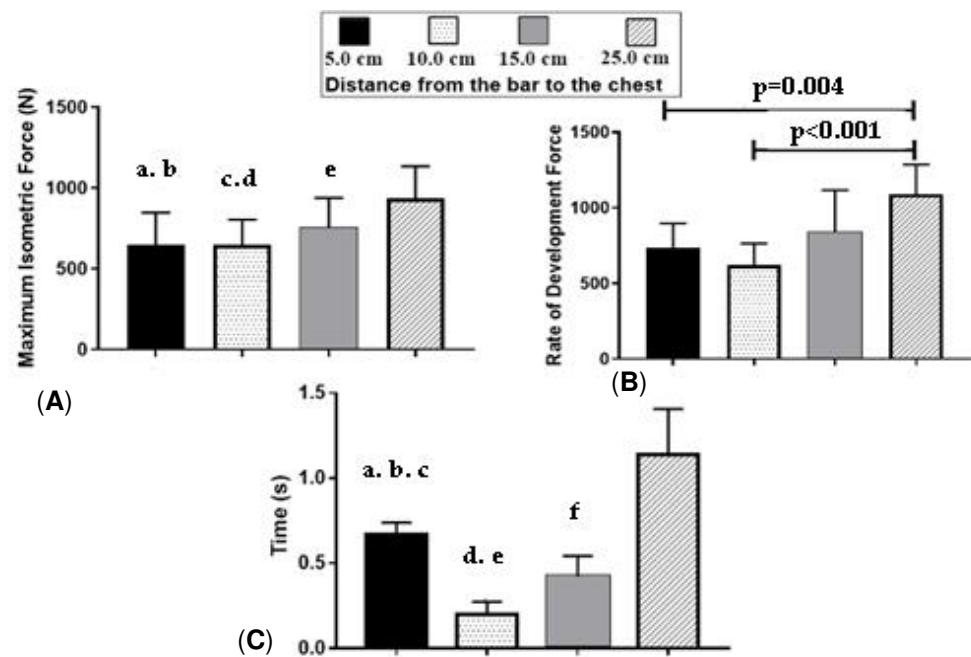 5.0 cm 10.0 cm 15.0 cm 25.0 cm
Distance from the bar to the chest
Maximum Isometric Force (N)
1500
1000
500
0
a. b
c.d
e
(A)
Rate of Development Force
1500
1000
500
0
p=0.004
p<0.001
(B)
Time (s)
1.5
1.0
0.5
0.0
a. b. c
d. e
f
(C)